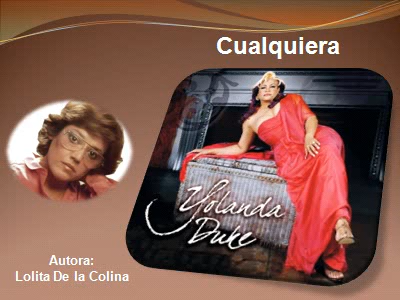 Cualquiera
Yolanda
Duke
Autora:
Lolita De la Colina